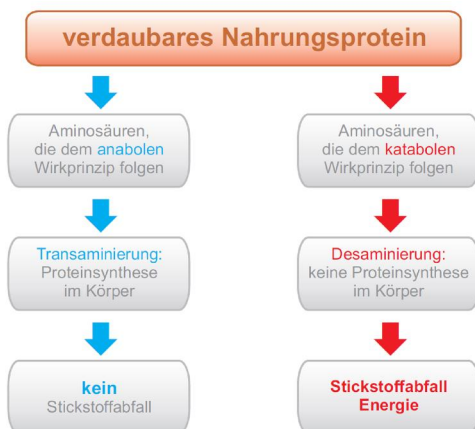 verdaubares Nahrungsprotein
Aminosäuren,
die dem anabolen
Wirkprinzip folgen
Transaminierung:
Proteinsynthese
im Körper
kein
Stickstoffabfall
Aminosäuren,
die dem katabolen
Wirkprinzip folgen
Desaminierung:
keine Proteinsynthese
im Körper
Stickstoffabfall
Energie